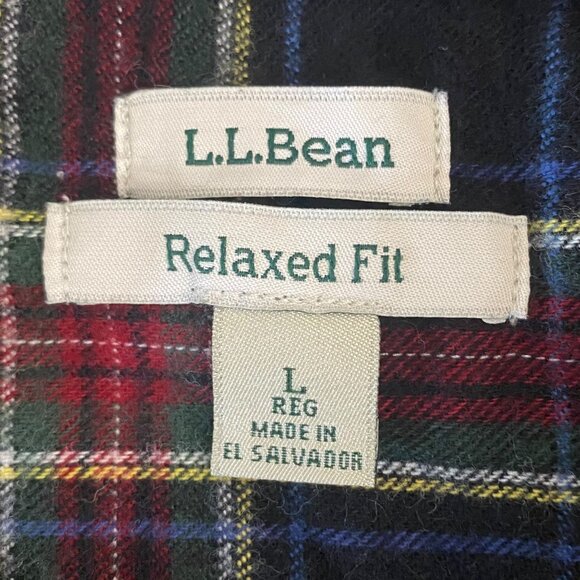 L.L.Bean
Relaxed Fit
L
REG
MADE IN
EL SALVADOR